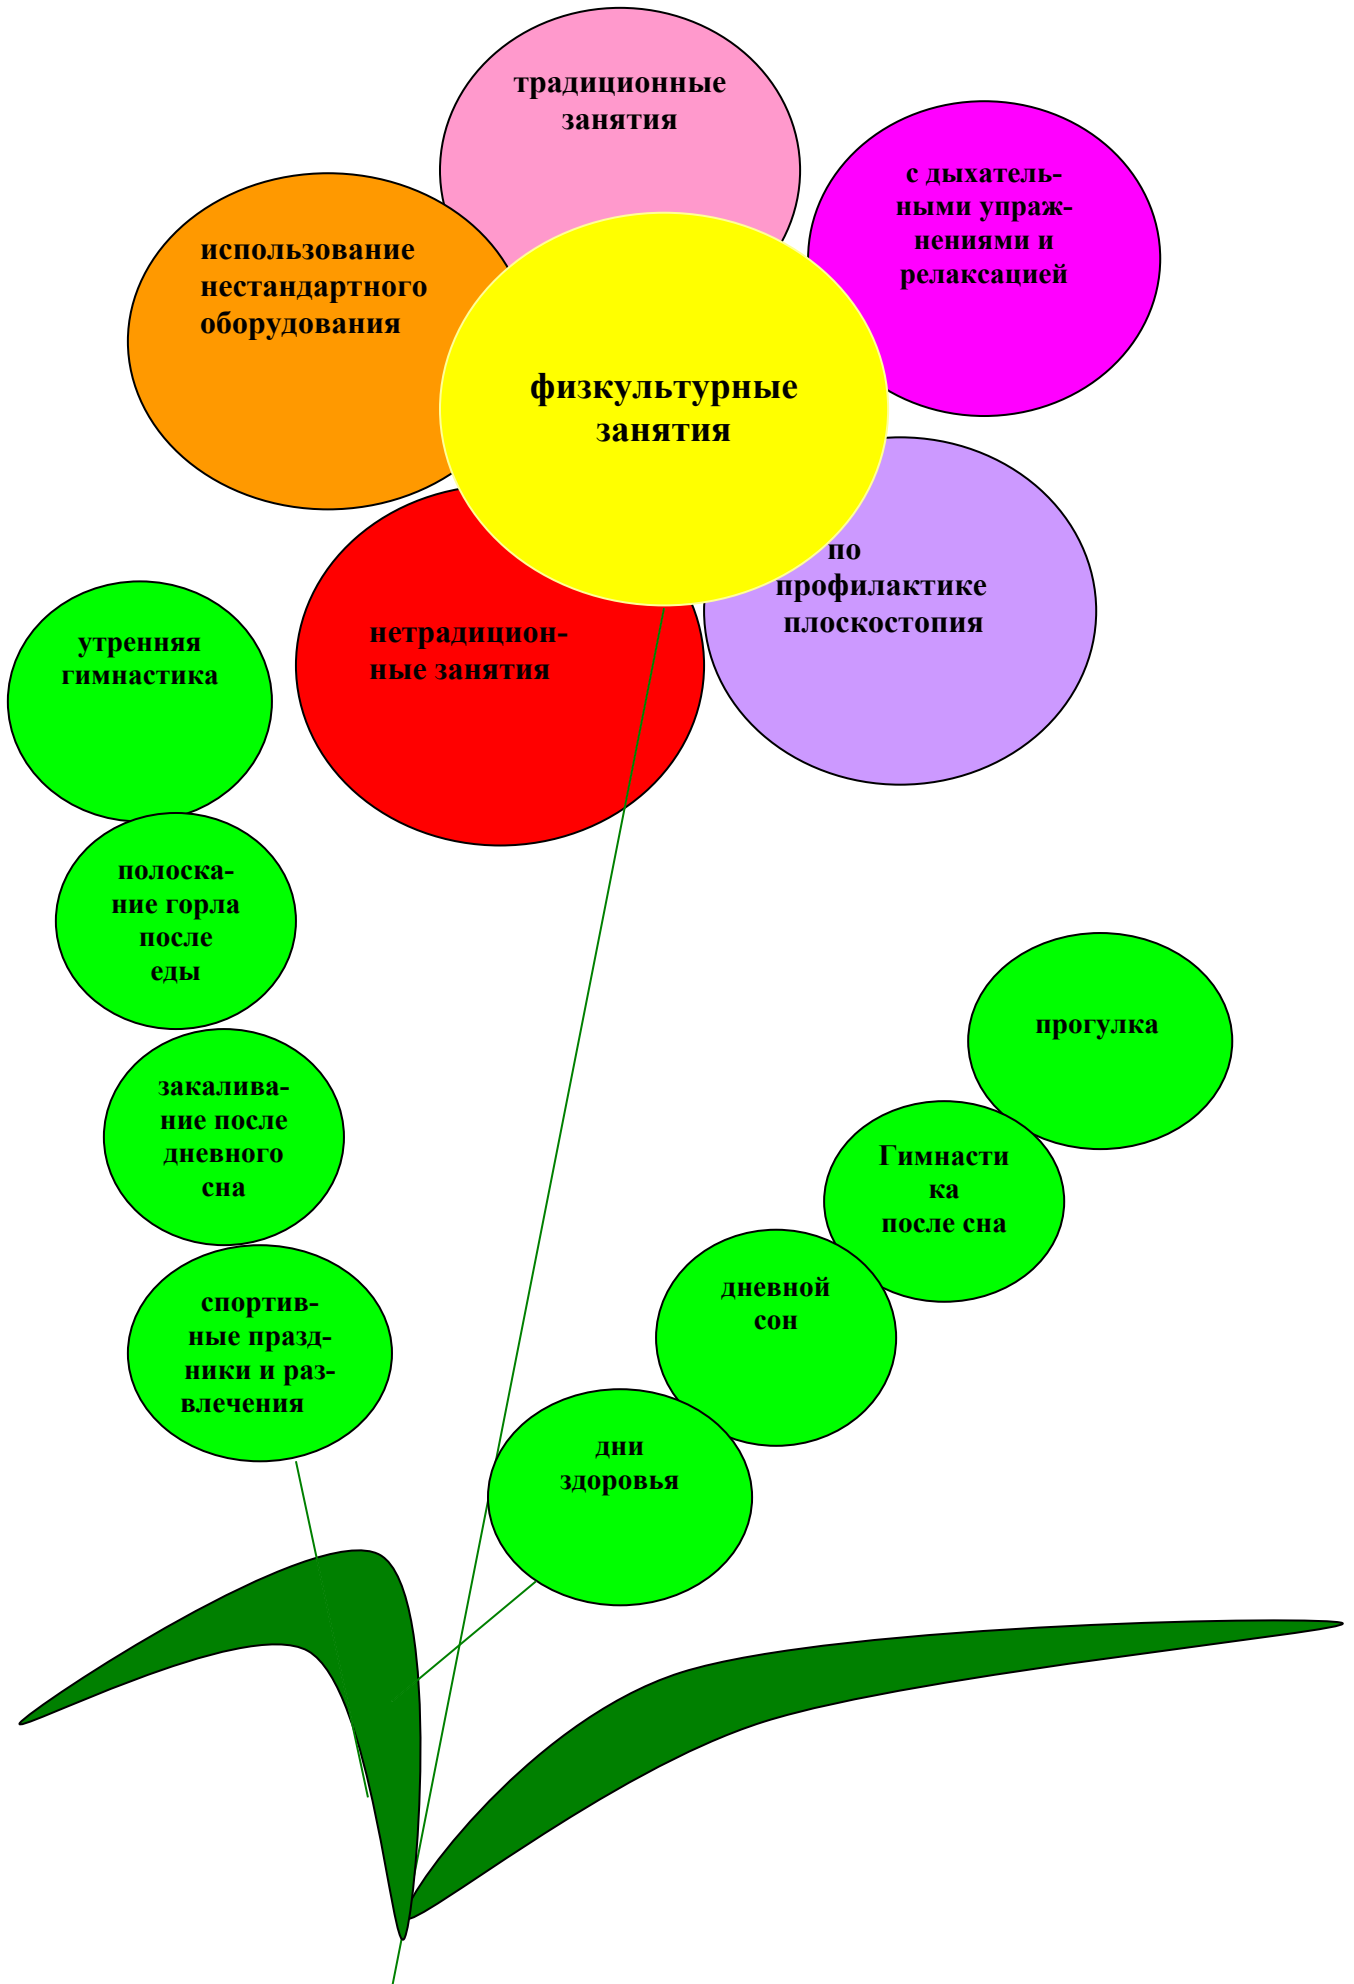 традиционные
занятия
с дыхатель-
ными упраж-
нениями и
релаксацией
использование
нестандартного
оборудования
физкультурные
занятия
по
профилактике
плоскостопия
нетрадицион-
ные занятия
утренняя
гимнастика
полоска-
ние горла
после
еды
закалива-
ние после
дневного
сна
спортив-
ные празд-
ники и раз-
влечения
прогулка
Гимнасти
ка
после сна
дневной
сон
дни
здоровья